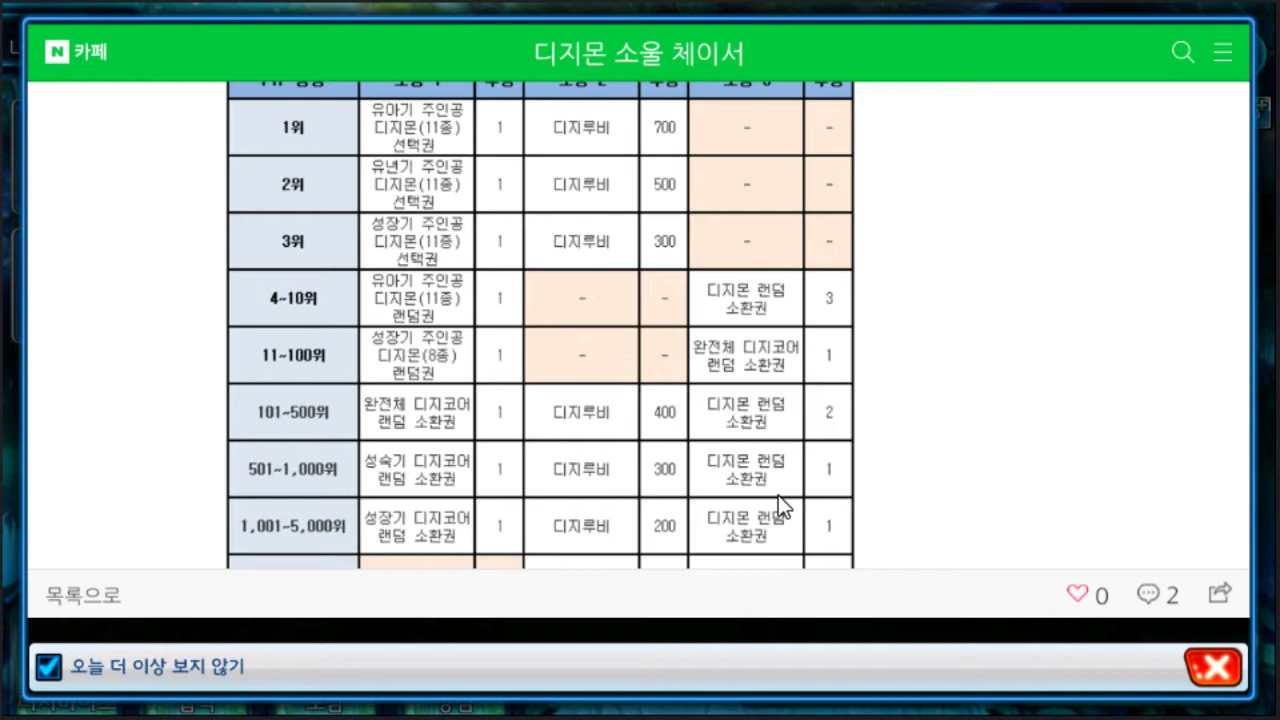 N 카페
디지몬 소울 체이서
1위
유아기 주인공
디지몬(11종)
선택권
1
디지루비
700
-
-
2위
유년기 주인공
디지몬(11종)
선택권
1
디지루비
500
-
-
3위
성장기 주인공
디지몬(11종)
선택권
1
디지루비
300
-
-
4~10위
유아기 주인공
디지몬(11종)
랜덤권
1
-
-
디지몬 랜덤
소환권
3
11~100위
성장기 주인공
디지몬(8종)
랜덤권
1
-
-
완전체 디지코어
랜덤 소환권
1
101~500위
완전체 디지코어
랜덤 소환권
1
디지루비
400
디지몬 랜덤
소환권
2
501~1,000위
성숙기 디지코어
랜덤 소환권
1
디지루비
300
디지몬 랜덤
소환권
1
1,001~5,000위
성장기 디지코어
랜덤 소환권
1
디지루비
200
디지몬 랜덤
소환권
1
목록으로
0
2
오늘 더 이상 보지 않기